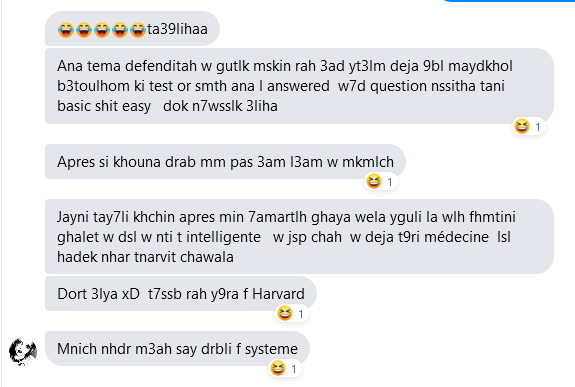 😂😂😂😂😂ta39lihaa
Ana tema defenditah w gutlk mskin rah 3ad yt3lm deja 9bl maydkhol
b3toulhom ki test or smth ana l answered w7d question nssitha tani
basic shit easy dok n7wsslk 3liha
😆 1
Apres si khouna drab mm pas 3am l3am w mkmlch
😆 1
Jayni tay7li khchin apres min 7amartlh ghaya wela yguli la wlh fhmtini
ghalet w dsl w nti t intelligente w jsp chah w deja t9ri médecine lsl
hadek nhar tnarvit chawala
Dort 3lya xD t7ssb rah y9ra f Harvard
😆 1
Mnich nhdr m3ah say drbli f systeme
😆 1